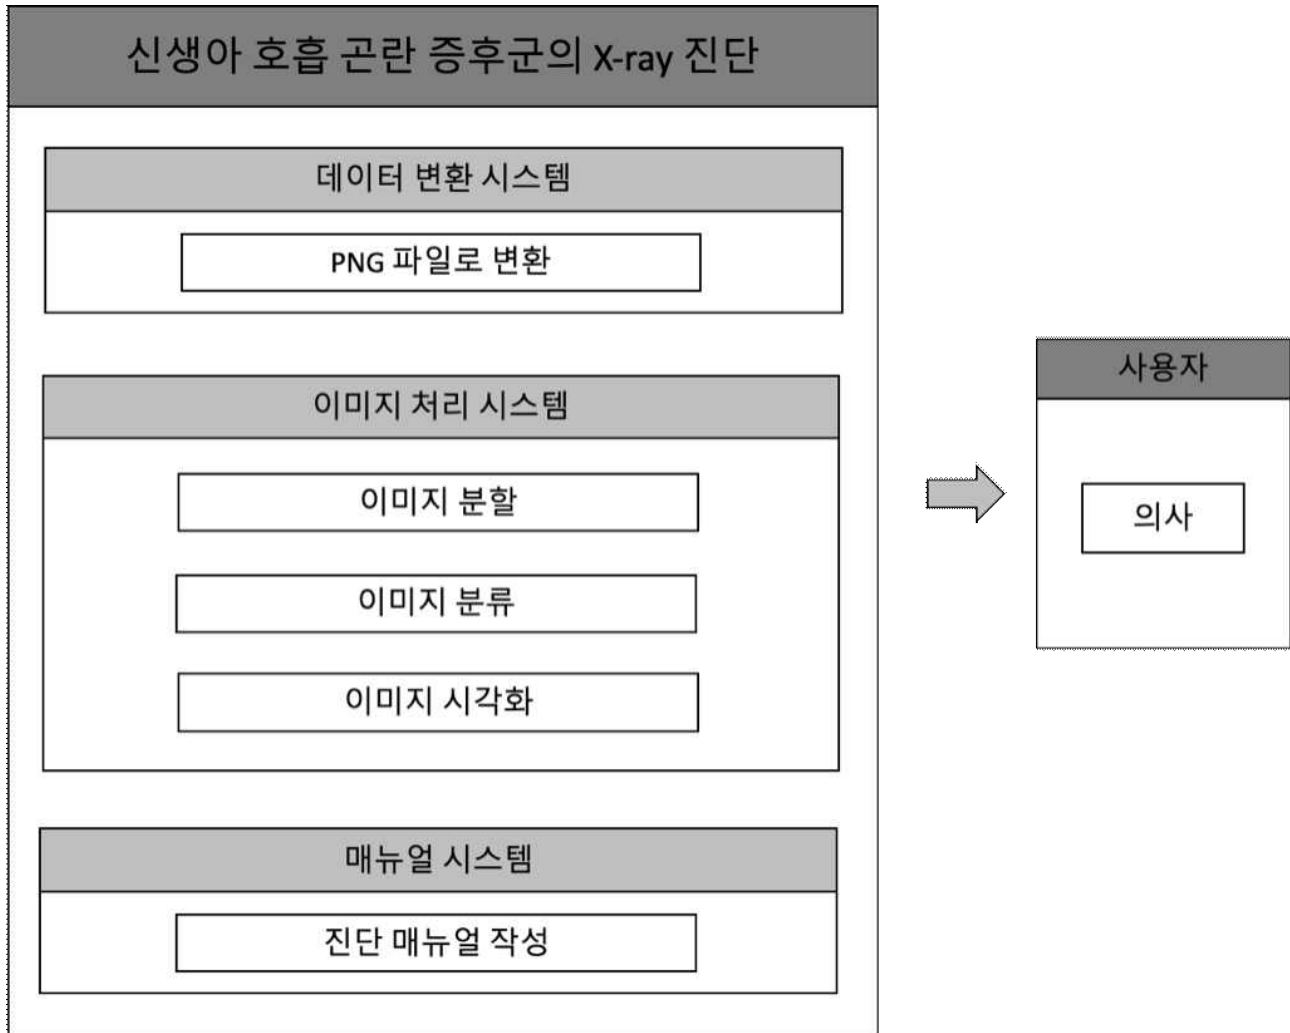 신생아 호흡 곤란 증후군의 X-ray 진단
데이터 변환 시스템
PNG 파일로 변환
이미지 처리 시스템
이미지 분할
이미지 분류
이미지 시각화
매뉴얼 시스템
진단 매뉴얼 작성
사용자
의사